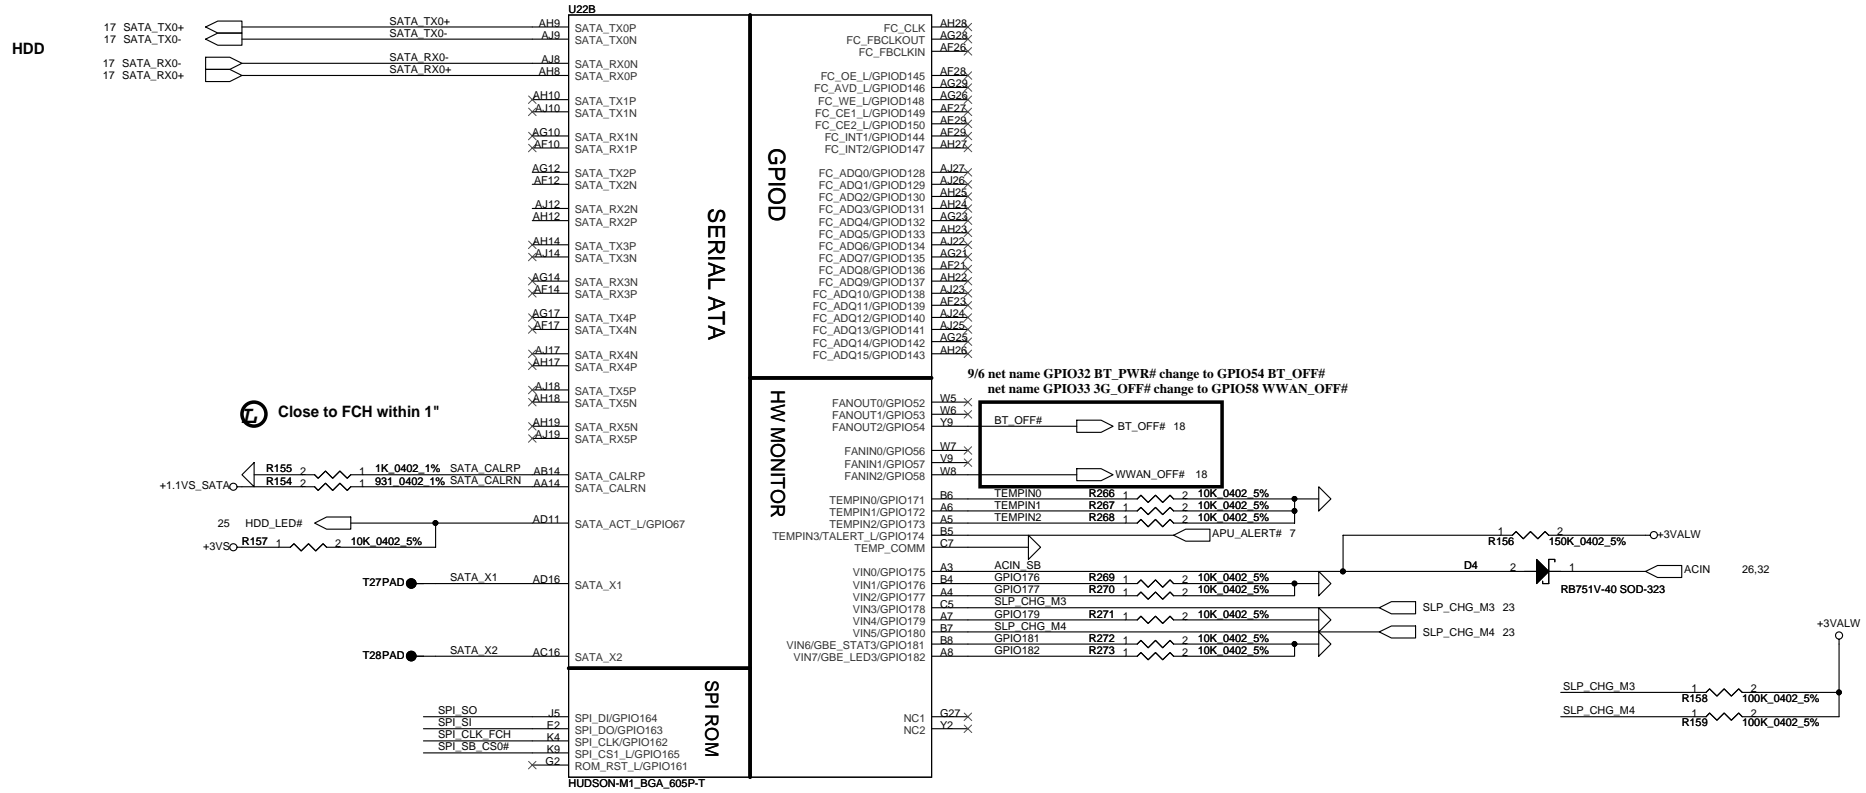 U22B
HDD
17 SATA_TX0+ SATA_TX0+ AH9 SATA_TX0P
17 SATA_TX0- SATA_TX0- AJ9 SATA_TX0N
17 SATA_RX0- SATA_RX0- AJ8 SATA_RX0N
17 SATA_RX0+ SATA_RX0+ AH8 SATA_RX0P
AH10 SATA_TX1P
AJ10 SATA_TX1N
AG10 SATA_RX1N
AF10 SATA_RX1P
AG12 SATA_TX2P
AF12 SATA_TX2N
AJ12 SATA_RX2N
AH12 SATA_RX2P
AH14 SATA_TX3P
AJ14 SATA_TX3N
AG14 SATA_RX3N
AF14 SATA_RX3P
AG17 SATA_TX4P
AF17 SATA_TX4N
AJ17 SATA_RX4N
AH17 SATA_RX4P
AJ18 SATA_TX5P
AH18 SATA_TX5N
AH19 SATA_RX5N
AJ19 SATA_RX5P
L Close to FCH within 1"
R155 2 1 1K_0402_1% SATA_CALRP AB14 SATA_CALRP
+1.1VS_SATA R154 2 1 931_0402_1% SATA_CALRN AA14 SATA_CALRN
25 HDD_LED# AD11 SATA_ACT_L/GPIO67
+3VS R157 1 2 10K_0402_5%
T27PAD SATA_X1 AD16 SATA_X1
T28PAD SATA_X2 AC16 SATA_X2
SPI_SO J5 SPI_DI/GPIO164
SPI_SI E2 SPI_DO/GPIO163
SPI_CLK_FCH K4 SPI_CLK/GPIO162
SPI_SB_CS0# K9 SPI_CS1_L/GPIO165
G2 ROM_RST_L/GPIO161
HUDSON-M1_BGA_605P-T
SERIAL ATA
SPI ROM
GPIOD
HW MONITOR
FC_CLK AH28
FC_FBCLKOUT AG28
FC_FBCLKIN AF26
FC_OE_L/GPIOD145 AF28
FC_AVD_L/GPIOD146 AG29
FC_WE_L/GPIOD148 AG26
FC_CE1_L/GPIOD149 AF27
FC_CE2_L/GPIOD150 AE29
FC_INT1/GPIOD144 AF29
FC_INT2/GPIOD147 AH27
FC_ADQ0/GPIOD128 AJ27
FC_ADQ1/GPIOD129 AJ26
FC_ADQ2/GPIOD130 AH25
FC_ADQ3/GPIOD131 AH24
FC_ADQ4/GPIOD132 AG23
FC_ADQ5/GPIOD133 AH23
FC_ADQ6/GPIOD134 AJ22
FC_ADQ7/GPIOD135 AG21
FC_ADQ8/GPIOD136 AF21
FC_ADQ9/GPIOD137 AH22
FC_ADQ10/GPIOD138 AJ23
FC_ADQ11/GPIOD139 AF23
FC_ADQ12/GPIOD140 AJ24
FC_ADQ13/GPIOD141 AJ25
FC_ADQ14/GPIOD142 AG25
FC_ADQ15/GPIOD143 AH26
9/6 net name GPIO32 BT_PWR# change to GPIO54 BT_OFF#
net name GPIO33 3G_OFF# change to GPIO58 WWAN_OFF#
FANOUT0/GPIO52 W5
FANOUT1/GPIO53 W6
FANOUT2/GPIO54 Y9 BT_OFF# BT_OFF# 18
FANIN0/GPIO56 W7
FANIN1/GPIO57 V9
FANIN2/GPIO58 W8 WWAN_OFF# 18
TEMPIN0/GPIO171 B6 TEMPIN0 R266 1 2 10K_0402_5%
TEMPIN1/GPIO172 A6 TEMPIN1 R267 1 2 10K_0402_5%
TEMPIN2/GPIO173 A5 TEMPIN2 R268 1 2 10K_0402_5%
TEMPIN3/TALERT_L/GPIO174 B5 APU_ALERT# 7
TEMP_COMM C7
R156 1 2 150K_0402_5% +3VALW
VIN0/GPIO175 A3 ACIN_SB D4 2 1 ACIN 26,32
RB751V-40 SOD-323
VIN1/GPIO176 B4 GPIO176 R269 1 2 10K_0402_5%
VIN2/GPIO177 A4 GPIO177 R270 1 2 10K_0402_5%
VIN3/GPIO178 C5 SLP_CHG_M3 SLP_CHG_M3 23
VIN4/GPIO179 A7 GPIO179 R271 1 2 10K_0402_5%
VIN5/GPIO180 B7 SLP_CHG_M4 SLP_CHG_M4 23
VIN6/GBE_STAT3/GPIO181 B8 GPIO181 R272 1 2 10K_0402_5%
VIN7/GBE_LED3/GPIO182 A8 GPIO182 R273 1 2 10K_0402_5%
NC1 G27
NC2 Y2
+3VALW
SLP_CHG_M3 R158 1 2 100K_0402_5%
SLP_CHG_M4 R159 1 2 100K_0402_5%